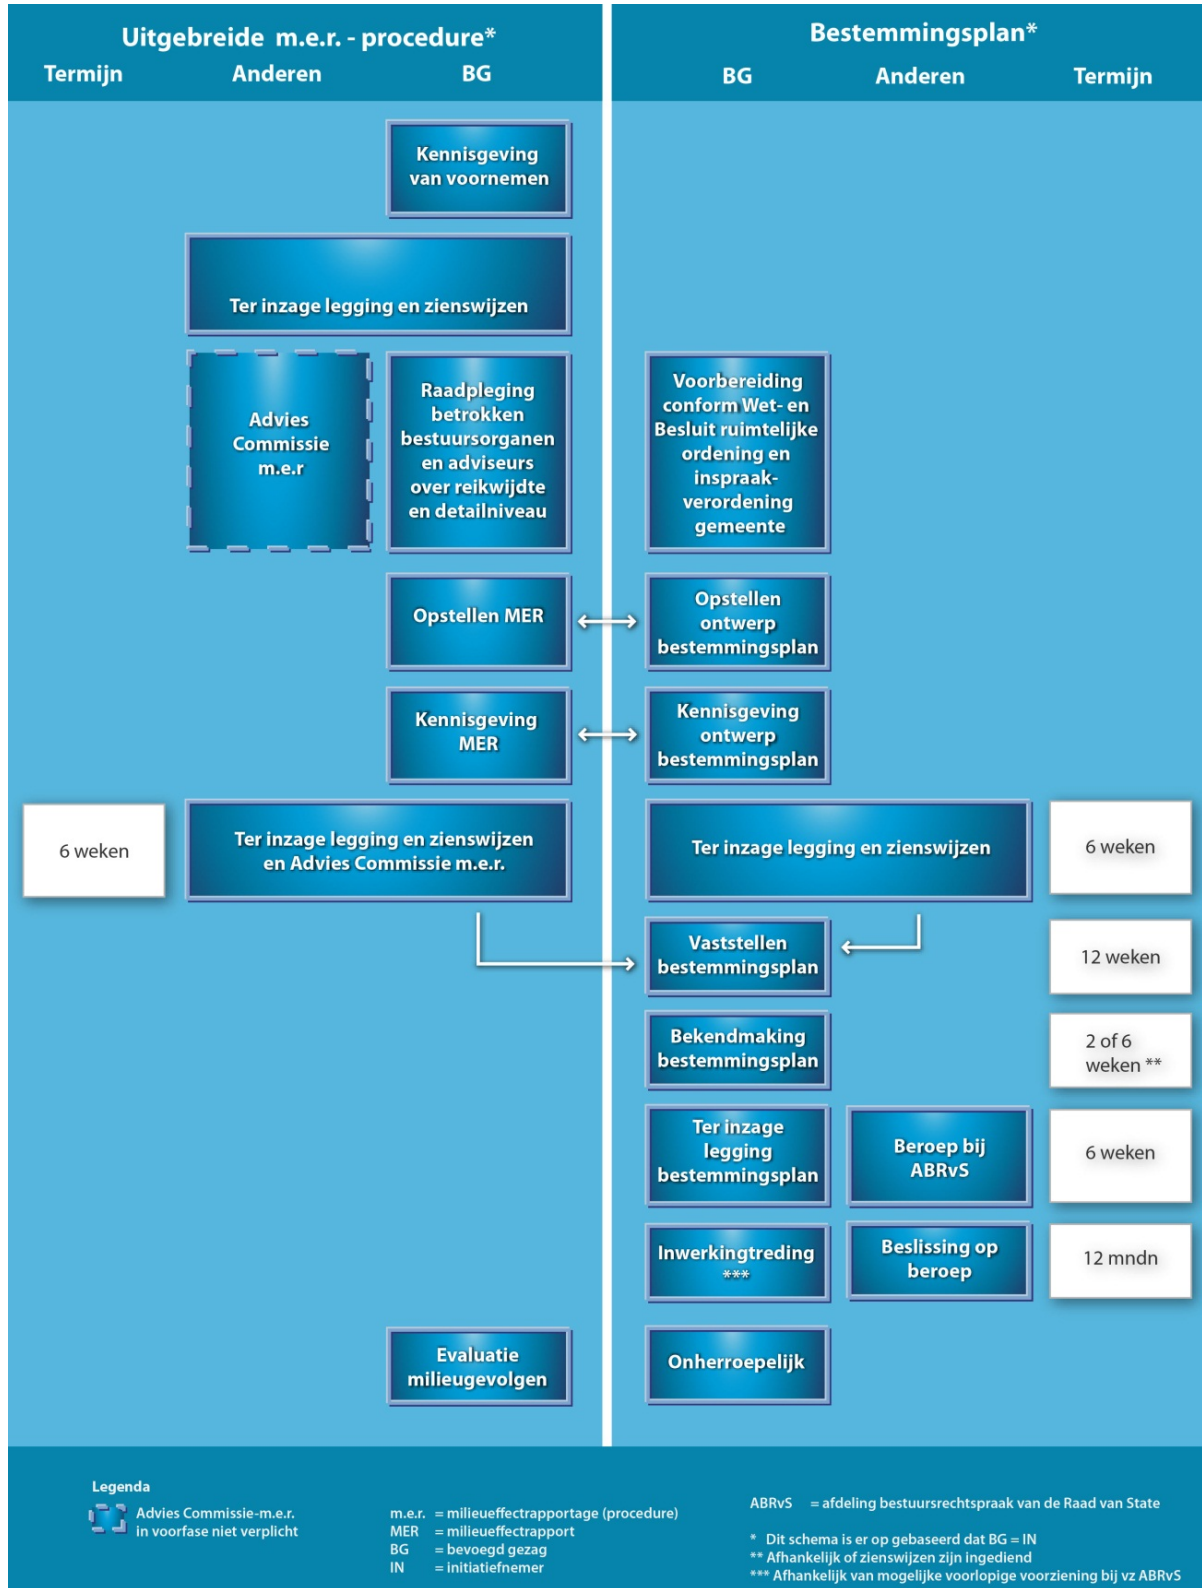 Uitgebreide m.e.r. - procedure*
Termijn
Anderen
BG
Bestemmingsplan*
BG
Anderen
Termijn
Kennisgeving
van voornemen
Ter inzage legging en zienswijzen
Advies
Commissie
m.e.r
Raadpleging
betrokken
bestuursorganen
en adviseurs
over reikwijdte
en detailniveau
Voorbereiding
conform Wet- en
Besluit ruimtelijke
ordening en
inspraak-
verordening
gemeente
Opstellen MER
Opstellen
ontwerp
bestemmingsplan
Kennisgeving
MER
Kennisgeving
ontwerp
bestemmingsplan
6 weken
Ter inzage legging en zienswijzen
en Advies Commissie m.e.r.
Ter inzage legging en zienswijzen
6 weken
Vaststellen
bestemmingsplan
12 weken
Bekendmaking
bestemmingsplan
2 of 6
weken **
Ter inzage
legging
bestemmingsplan
Beroep bij
ABRvS
6 weken
Inwerkingtreding
***
Beslissing op
beroep
12 mndn
Evaluatie
milieugevolgen
Onherroepelijk
Legenda
Advies Commissie-m.e.r.
in voorfase niet verplicht
m.e.r. = milieueffectrapportage (procedure)
MER = milieueffectrapport
BG = bevoegd gezag
IN = initiatiefnemer
ABRvS = afdeling bestuursrechtspraak van de Raad van State
* Dit schema is er op gebaseerd dat BG = IN
** Afhankelijk of zienswijzen zijn ingediend
*** Afhankelijk van mogelijke voorlopige voorziening bij vz ABRvS